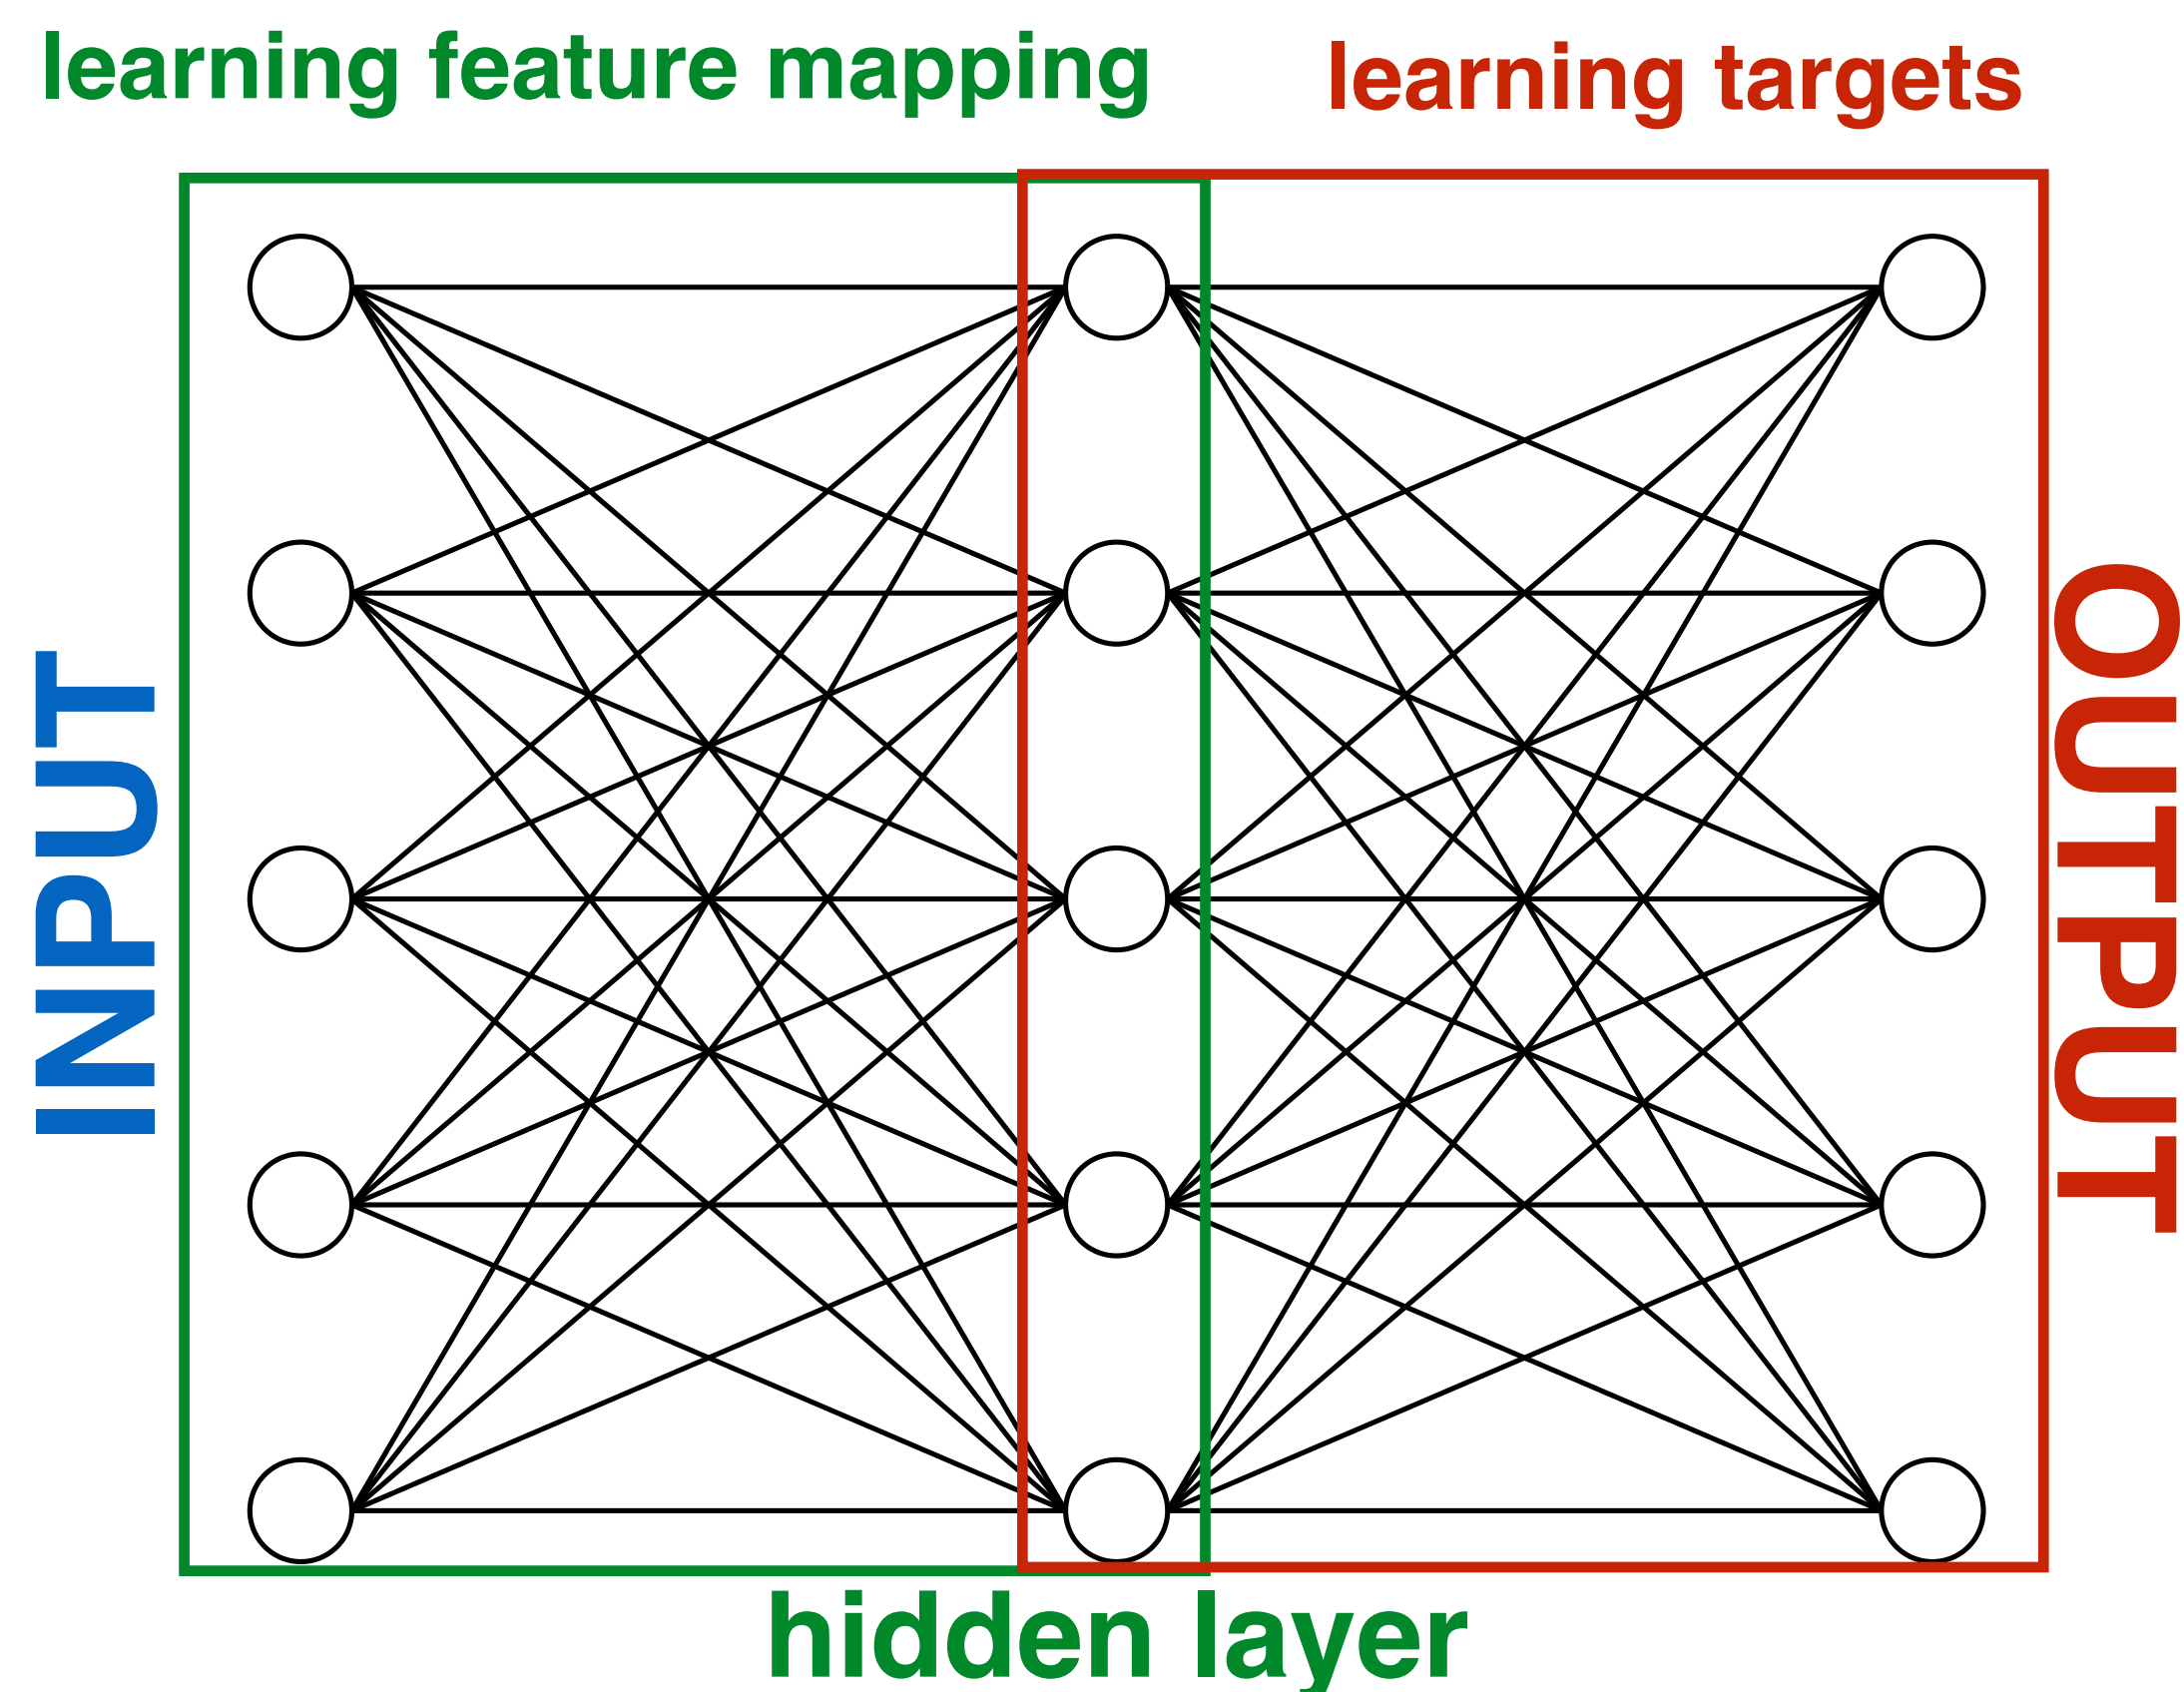 learning feature mapping
learning targets
INPUT
OUTPUT
hidden layer